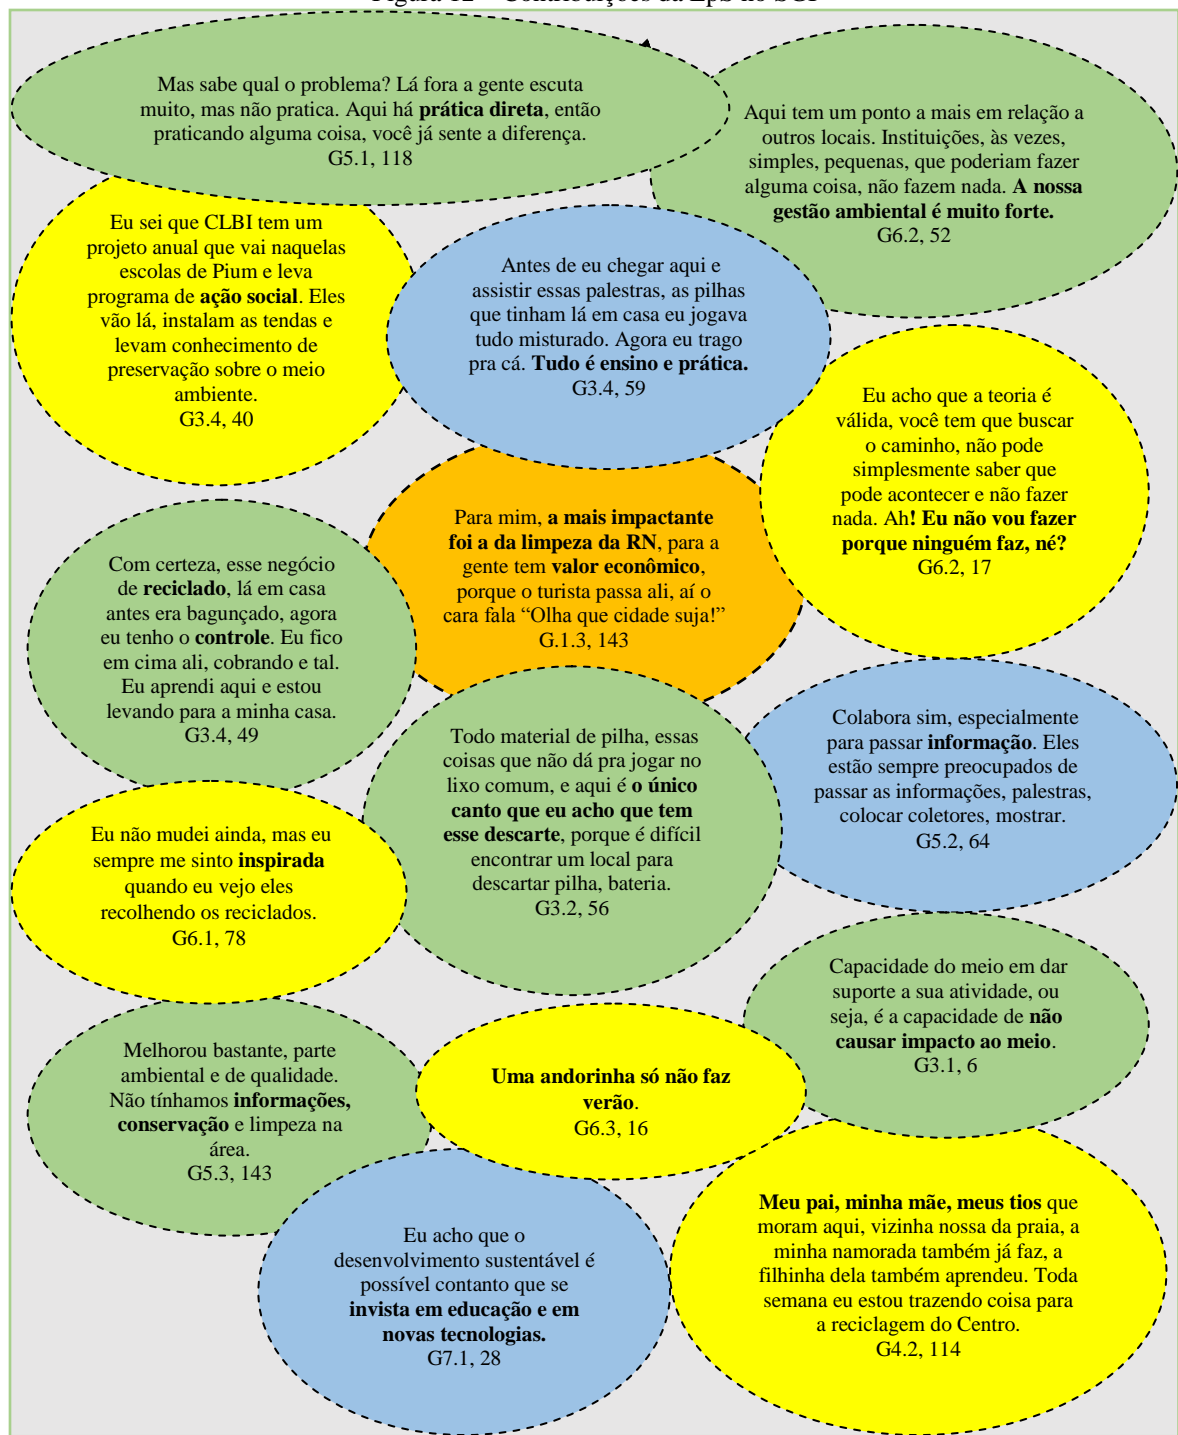 Figura 12 – Contribuições da EpS no SGI
Mas sabe qual o problema? Lá fora a gente escuta
muito, mas não pratica. Aqui há prática direta, então
praticando alguma coisa, você já sente a diferença.
G5.1, 118
Aqui tem um ponto a mais em relação a
outros locais. Instituições, às vezes,
simples, pequenas, que poderiam fazer
alguma coisa, não fazem nada. A nossa
gestão ambiental é muito forte.
G6.2, 52
Eu sei que CLBI tem um
projeto anual que vai naquelas
escolas de Pium e leva
programa de ação social. Eles
vão lá, instalam as tendas e
levam conhecimento de
preservação sobre o meio
ambiente.
G3.4, 40
Antes de eu chegar aqui e
assistir essas palestras, as pilhas
que tinham lá em casa eu jogava
tudo misturado. Agora eu trago
pra cá. Tudo é ensino e prática.
G3.4, 59
Eu acho que a teoria é
válida, você tem que buscar
o caminho, não pode
simplesmente saber que
pode acontecer e não fazer
nada. Ah! Eu não vou fazer
porque ninguém faz, né?
G6.2, 17
Para mim, a mais impactante
foi a da limpeza da RN, para a
gente tem valor econômico,
porque o turista passa ali, aí o
cara fala “Olha que cidade suja!”
G.1.3, 143
Com certeza, esse negócio
de reciclado, lá em casa
antes era bagunçado, agora
eu tenho o controle. Eu fico
em cima ali, cobrando e tal.
Eu aprendi aqui e estou
levando para a minha casa.
G3.4, 49
Todo material de pilha, essas
coisas que não dá pra jogar no
lixo comum, e aqui é o único
canto que eu acho que tem
esse descarte, porque é difícil
encontrar um local para
descartar pilha, bateria.
G3.2, 56
Colabora sim, especialmente
para passar informação. Eles
estão sempre preocupados de
passar as informações, palestras,
colocar coletores, mostrar.
G5.2, 64
Eu não mudei ainda, mas eu
sempre me sinto inspirada
quando eu vejo eles
recolhendo os reciclados.
G6.1, 78
Capacidade do meio em dar
suporte a sua atividade, ou
seja, é a capacidade de não
causar impacto ao meio.
G3.1, 6
Melhorou bastante, parte
ambiental e de qualidade.
Não tínhamos informações,
conservação e limpeza na
área.
G5.3, 143
Uma andorinha só não faz
verão.
G6.3, 16
Eu acho que o
desenvolvimento sustentável é
possível contanto que se
invista em educação e em
novas tecnologias.
G7.1, 28
Meu pai, minha mãe, meus tios que
moram aqui, vizinha nossa da praia, a
minha namorada também já faz, a
filhinha dela também aprendeu. Toda
semana eu estou trazendo coisa para
a reciclagem do Centro.
G4.2, 114